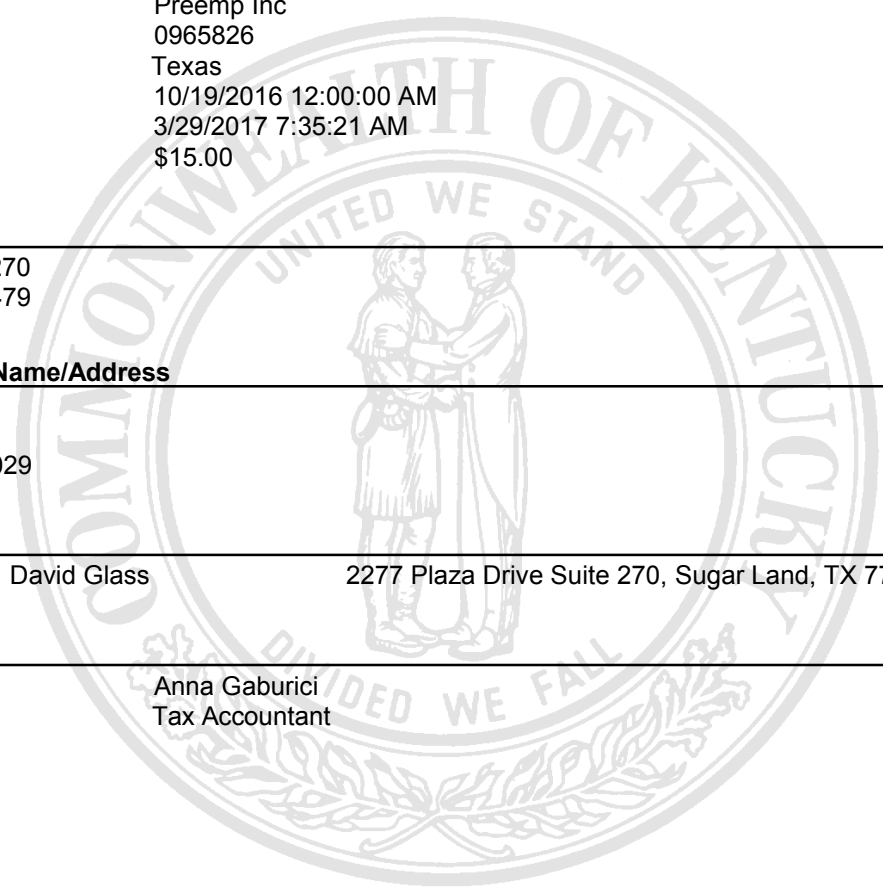 Preemp Inc
0965826
Texas
10/19/2016 12:00:00 AM
3/29/2017 7:35:21 AM
$15.00
COMMONWEALTH OF KENTUCKY
UNITED WE STAND
270
479
Name/Address
029
David Glass 2277 Plaza Drive Suite 270, Sugar Land, TX 77
DIVIDED WE FALL
Anna Gaburici
Tax Accountant